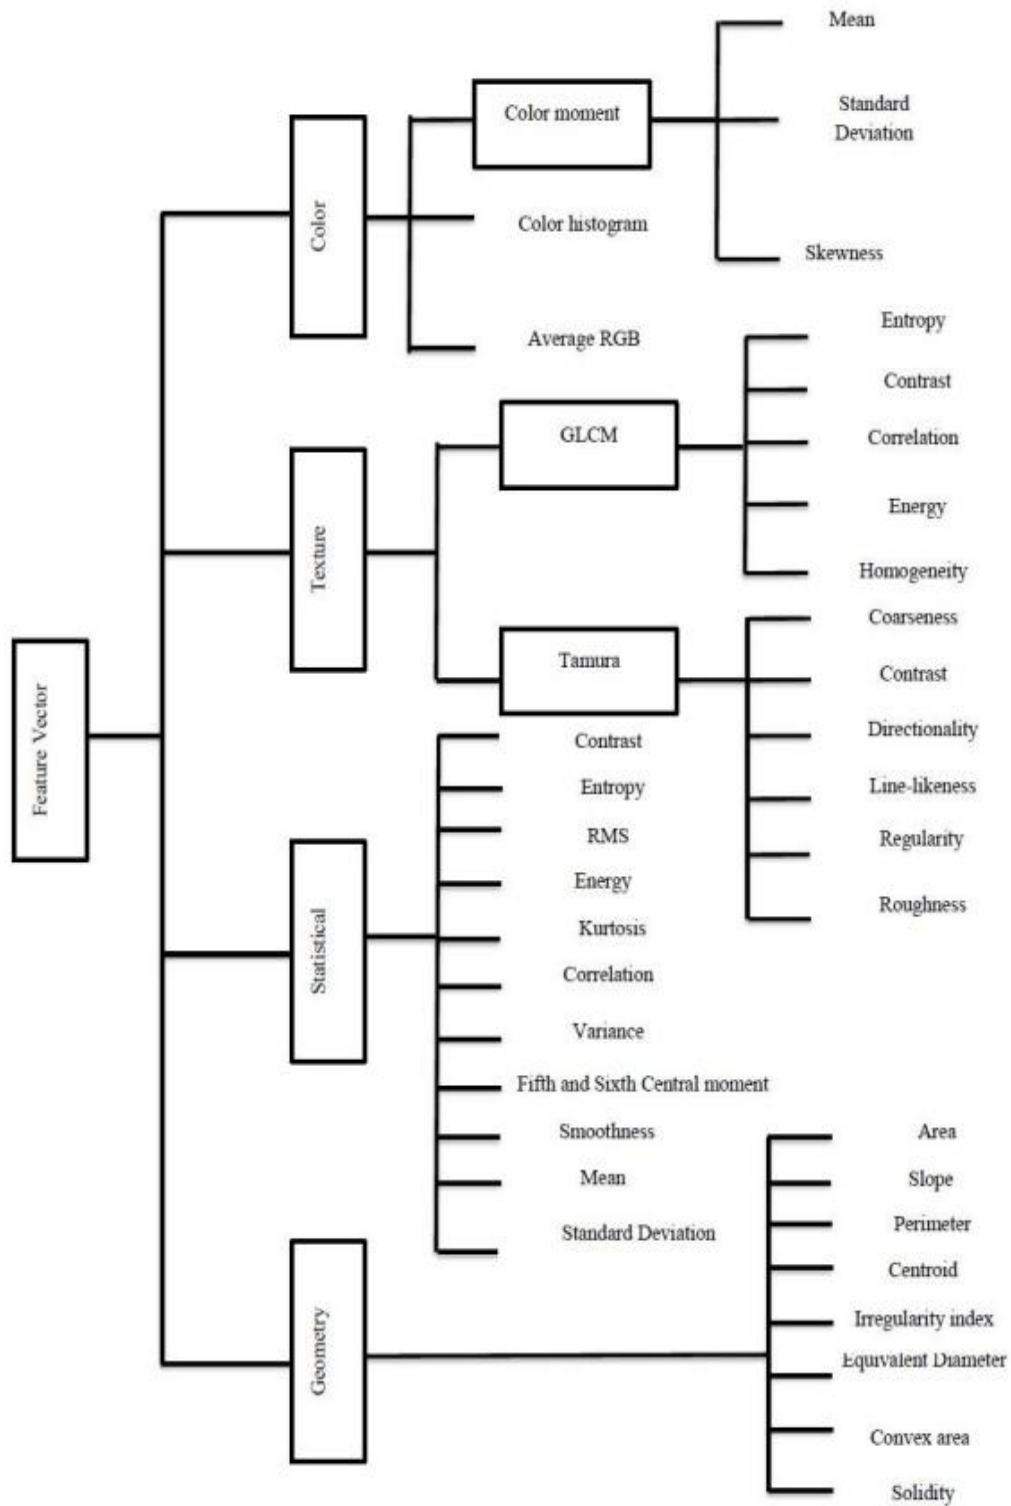 Feature Vector
Color
Color moment
Mean
Standard
Deviation
Skewness
Color histogram
Average RGB
Texture
GLCM
Entropy
Contrast
Correlation
Energy
Homogeneity
Tamura
Coarseness
Contrast
Directionality
Line-likeness
Regularity
Roughness
Statistical
Contrast
Entropy
RMS
Energy
Kurtosis
Correlation
Variance
Fifth and Sixth Central moment
Smoothness
Mean
Standard Deviation
Geometry
Area
Slope
Perimeter
Centroid
Irregularity index
Equivalent Diameter
Convex area
Solidity